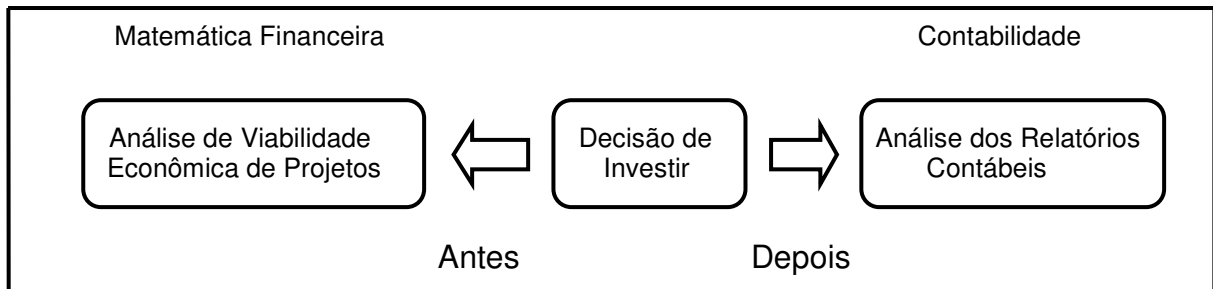 Matemática Financeira
Contabilidade
Análise de Viabilidade
Econômica de Projetos
Decisão de
Investir
Análise dos Relatórios
Contábeis
Antes
Depois